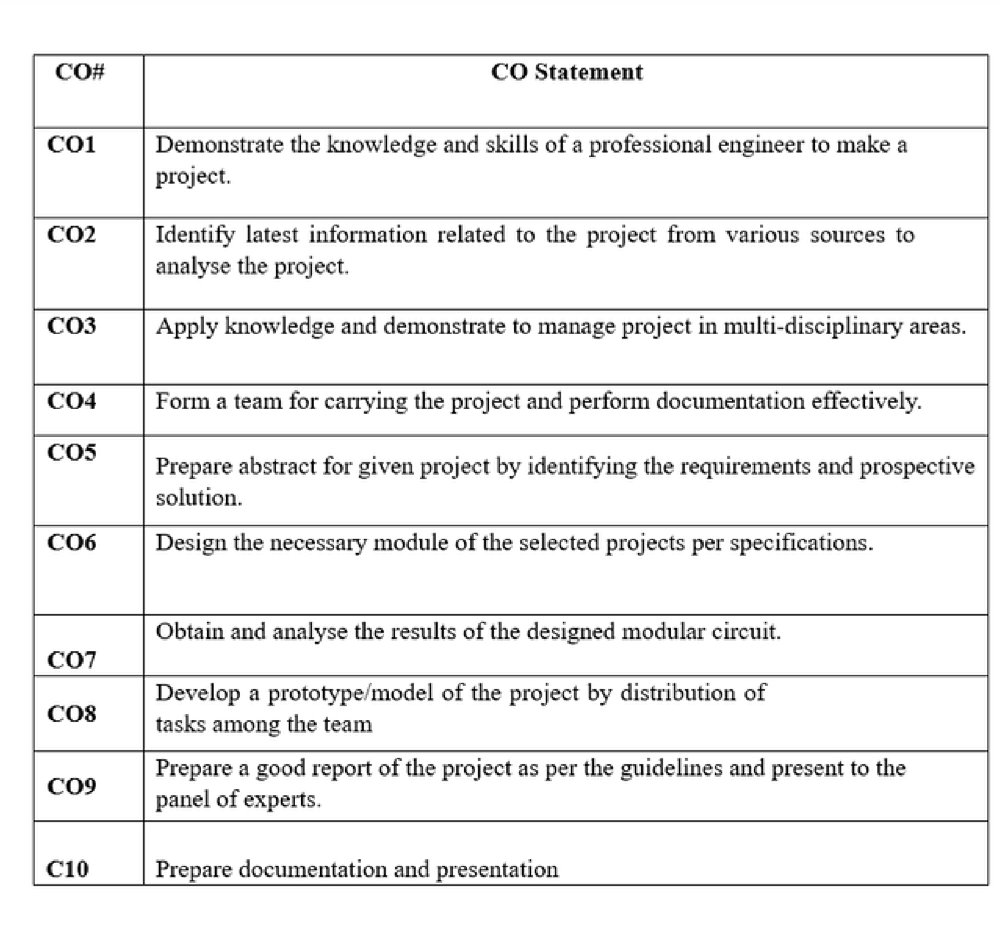 CO# CO Statement
CO1 Demonstrate the knowledge and skills of a professional engineer to make a
project.
CO2 Identify latest information related to the project from various sources to
analyse the project.
CO3 Apply knowledge and demonstrate to manage project in multi-disciplinary areas.
CO4 Form a team for carrying the project and perform documentation effectively.
CO5
Prepare abstract for given project by identifying the requirements and prospective
solution.
CO6 Design the necessary module of the selected projects per specifications.
Obtain and analyse the results of the designed modular circuit.
CO7
Develop a prototype/model of the project by distribution of
CO8
tasks among the team
Prepare a good report of the project as per the guidelines and present to the
CO9
panel of experts.
C10 Prepare documentation and presentation